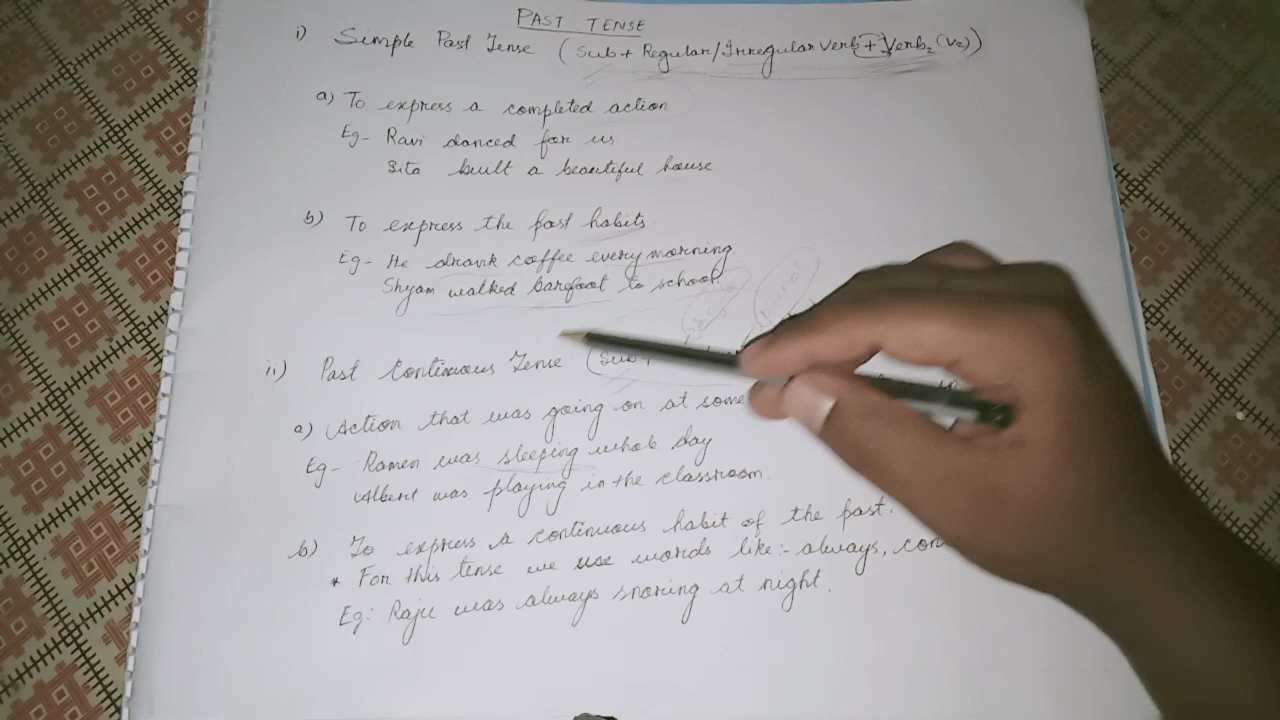 PAST TENSE
i) Simple Past Tense (Sub + Regular/Irregular Verb + Verb₂ (V₂))
a) To express a completed action
Eg- Ravi danced for us.
Sita built a beautiful house
b) To express the past habits.
Eg- He drank coffee every morning.
Shyam walked barefoot to school.
ii) Past Continuous Tense (Sub+
a) Action that was going on at some
Eg- Ramen was sleeping whole day
Albert was playing in the classroom.
b) To express a continuous habit of the past.
* For this tense we use words like:- always, con
Eg: Raju was always snoring at night.